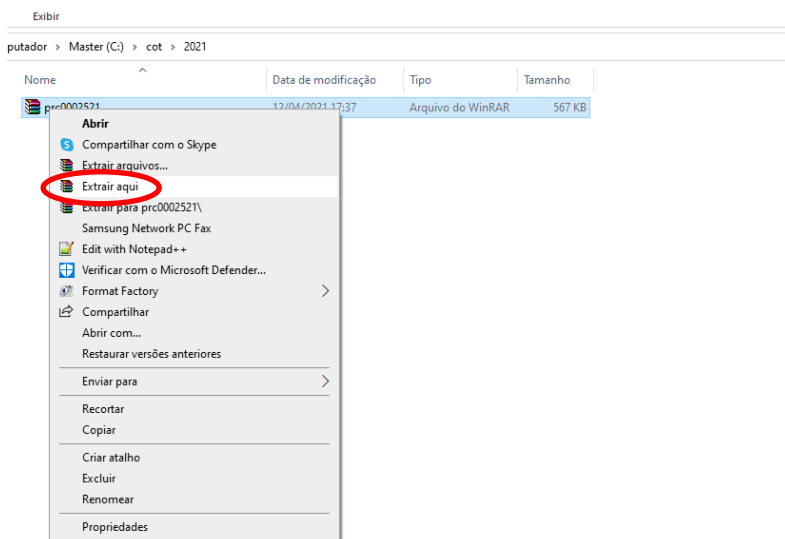 Exibir
putador > Master (C:) > cot > 2021
Nome Data de modificação Tipo Tamanho
prc0002521 12/04/2021 17:37 Arquivo do WinRAR 567 KB
Abrir
Compartilhar com o Skype
Extrair arquivos...
Extrair aqui
Extrair para prc0002521\
Samsung Network PC Fax
Edit with Notepad++
Verificar com o Microsoft Defender...
Format Factory
Compartilhar
Abrir com...
Restaurar versões anteriores
Enviar para
Recortar
Copiar
Criar atalho
Excluir
Renomear
Propriedades